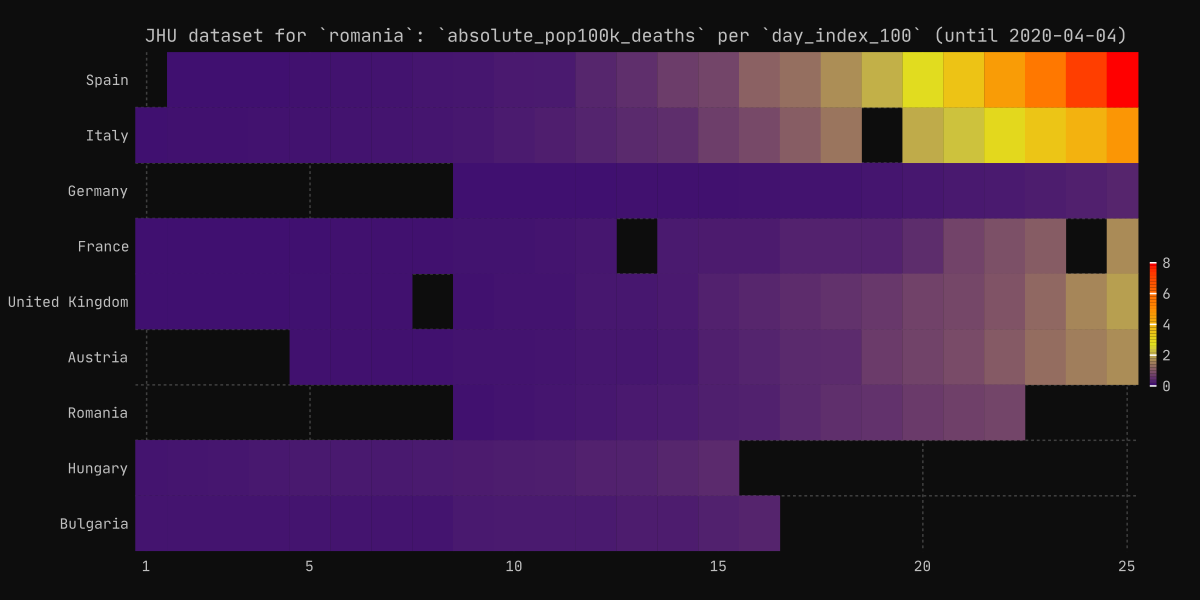 JHU dataset for `romania`: `absolute_pop100k_deaths` per `day_index_100` (until 2020-04-04)
Spain
Italy
Germany
France
United Kingdom
Austria
Romania
Hungary
Bulgaria
8
6
4
2
0
1 5 10 15 20 25